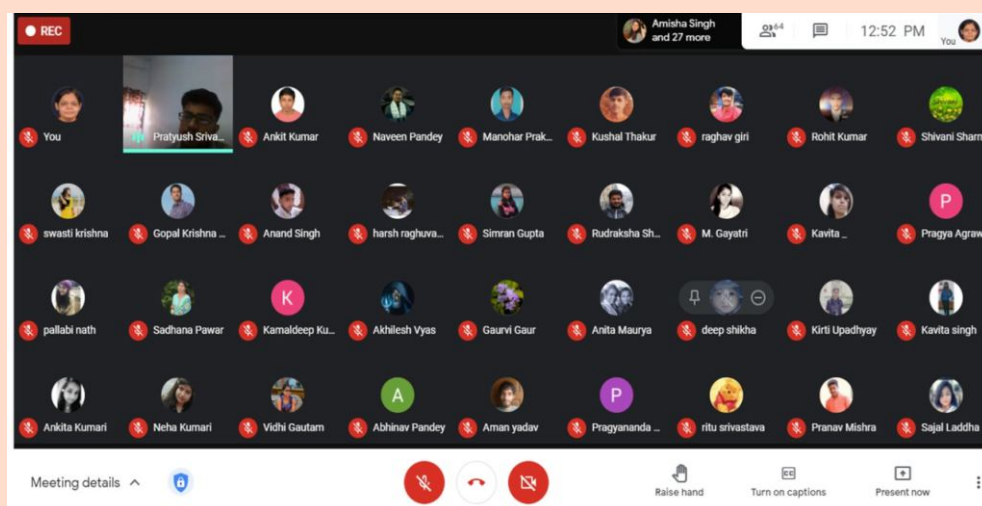 REC
Amisha Singh
and 27 more
64
12:52 PM
You
You
Pratyush Sriva...
Ankit Kumar
Naveen Pandey
Manohar Prak...
Kushal Thakur
raghav giri
Rohit Kumar
Shivani Sharm
swasti krishna
Gopal Krishna ...
Anand Singh
harsh raghuva...
Simran Gupta
Rudraksha Sh...
M. Gayatri
Kavita _
P
Pragya Agraw
pallabi nath
Sadhana Pawar
K
Kamaldeep Ku...
Akhilesh Vyas
Gaurvi Gaur
Anita Maurya
deep shikha
Kirti Upadhyay
Kavita singh
Ankita Kumari
Neha Kumari
Vidhi Gautam
A
Abhinav Pandey
Aman yadav
P
Pragyananda ...
ritu srivastava
Pranav Mishra
Sajal Laddha
Meeting details
Raise hand
CC
Turn on captions
Present now